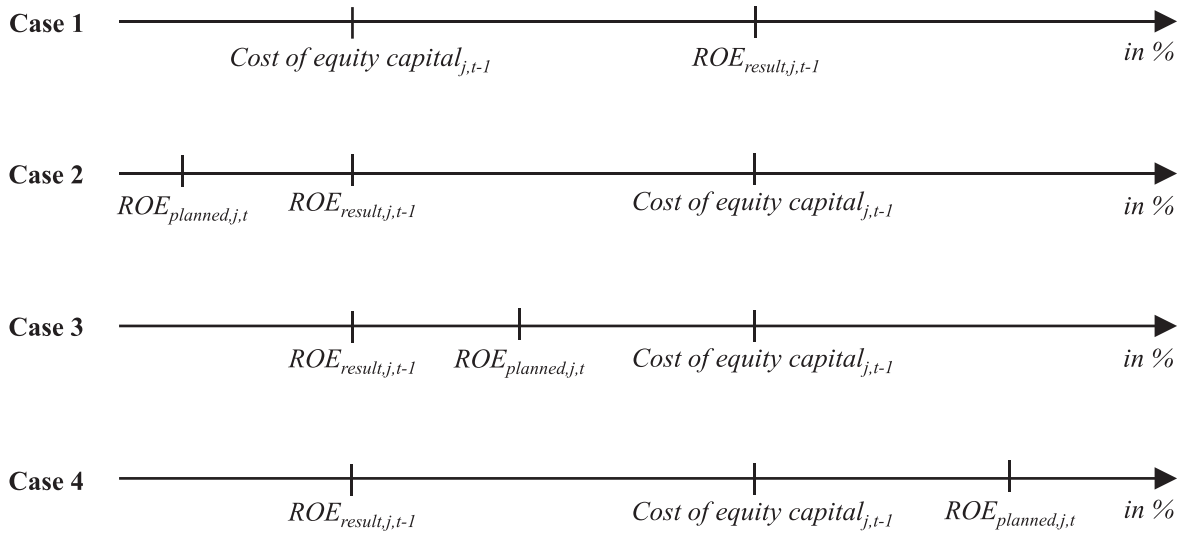 Case 1
Cost of equity capital_{j,t-1} ROE_{result,j,t-1} in %
Case 2
ROE_{planned,j,t} ROE_{result,j,t-1} Cost of equity capital_{j,t-1} in %
Case 3
ROE_{result,j,t-1} ROE_{planned,j,t} Cost of equity capital_{j,t-1} in %
Case 4
ROE_{result,j,t-1} Cost of equity capital_{j,t-1} ROE_{planned,j,t} in %